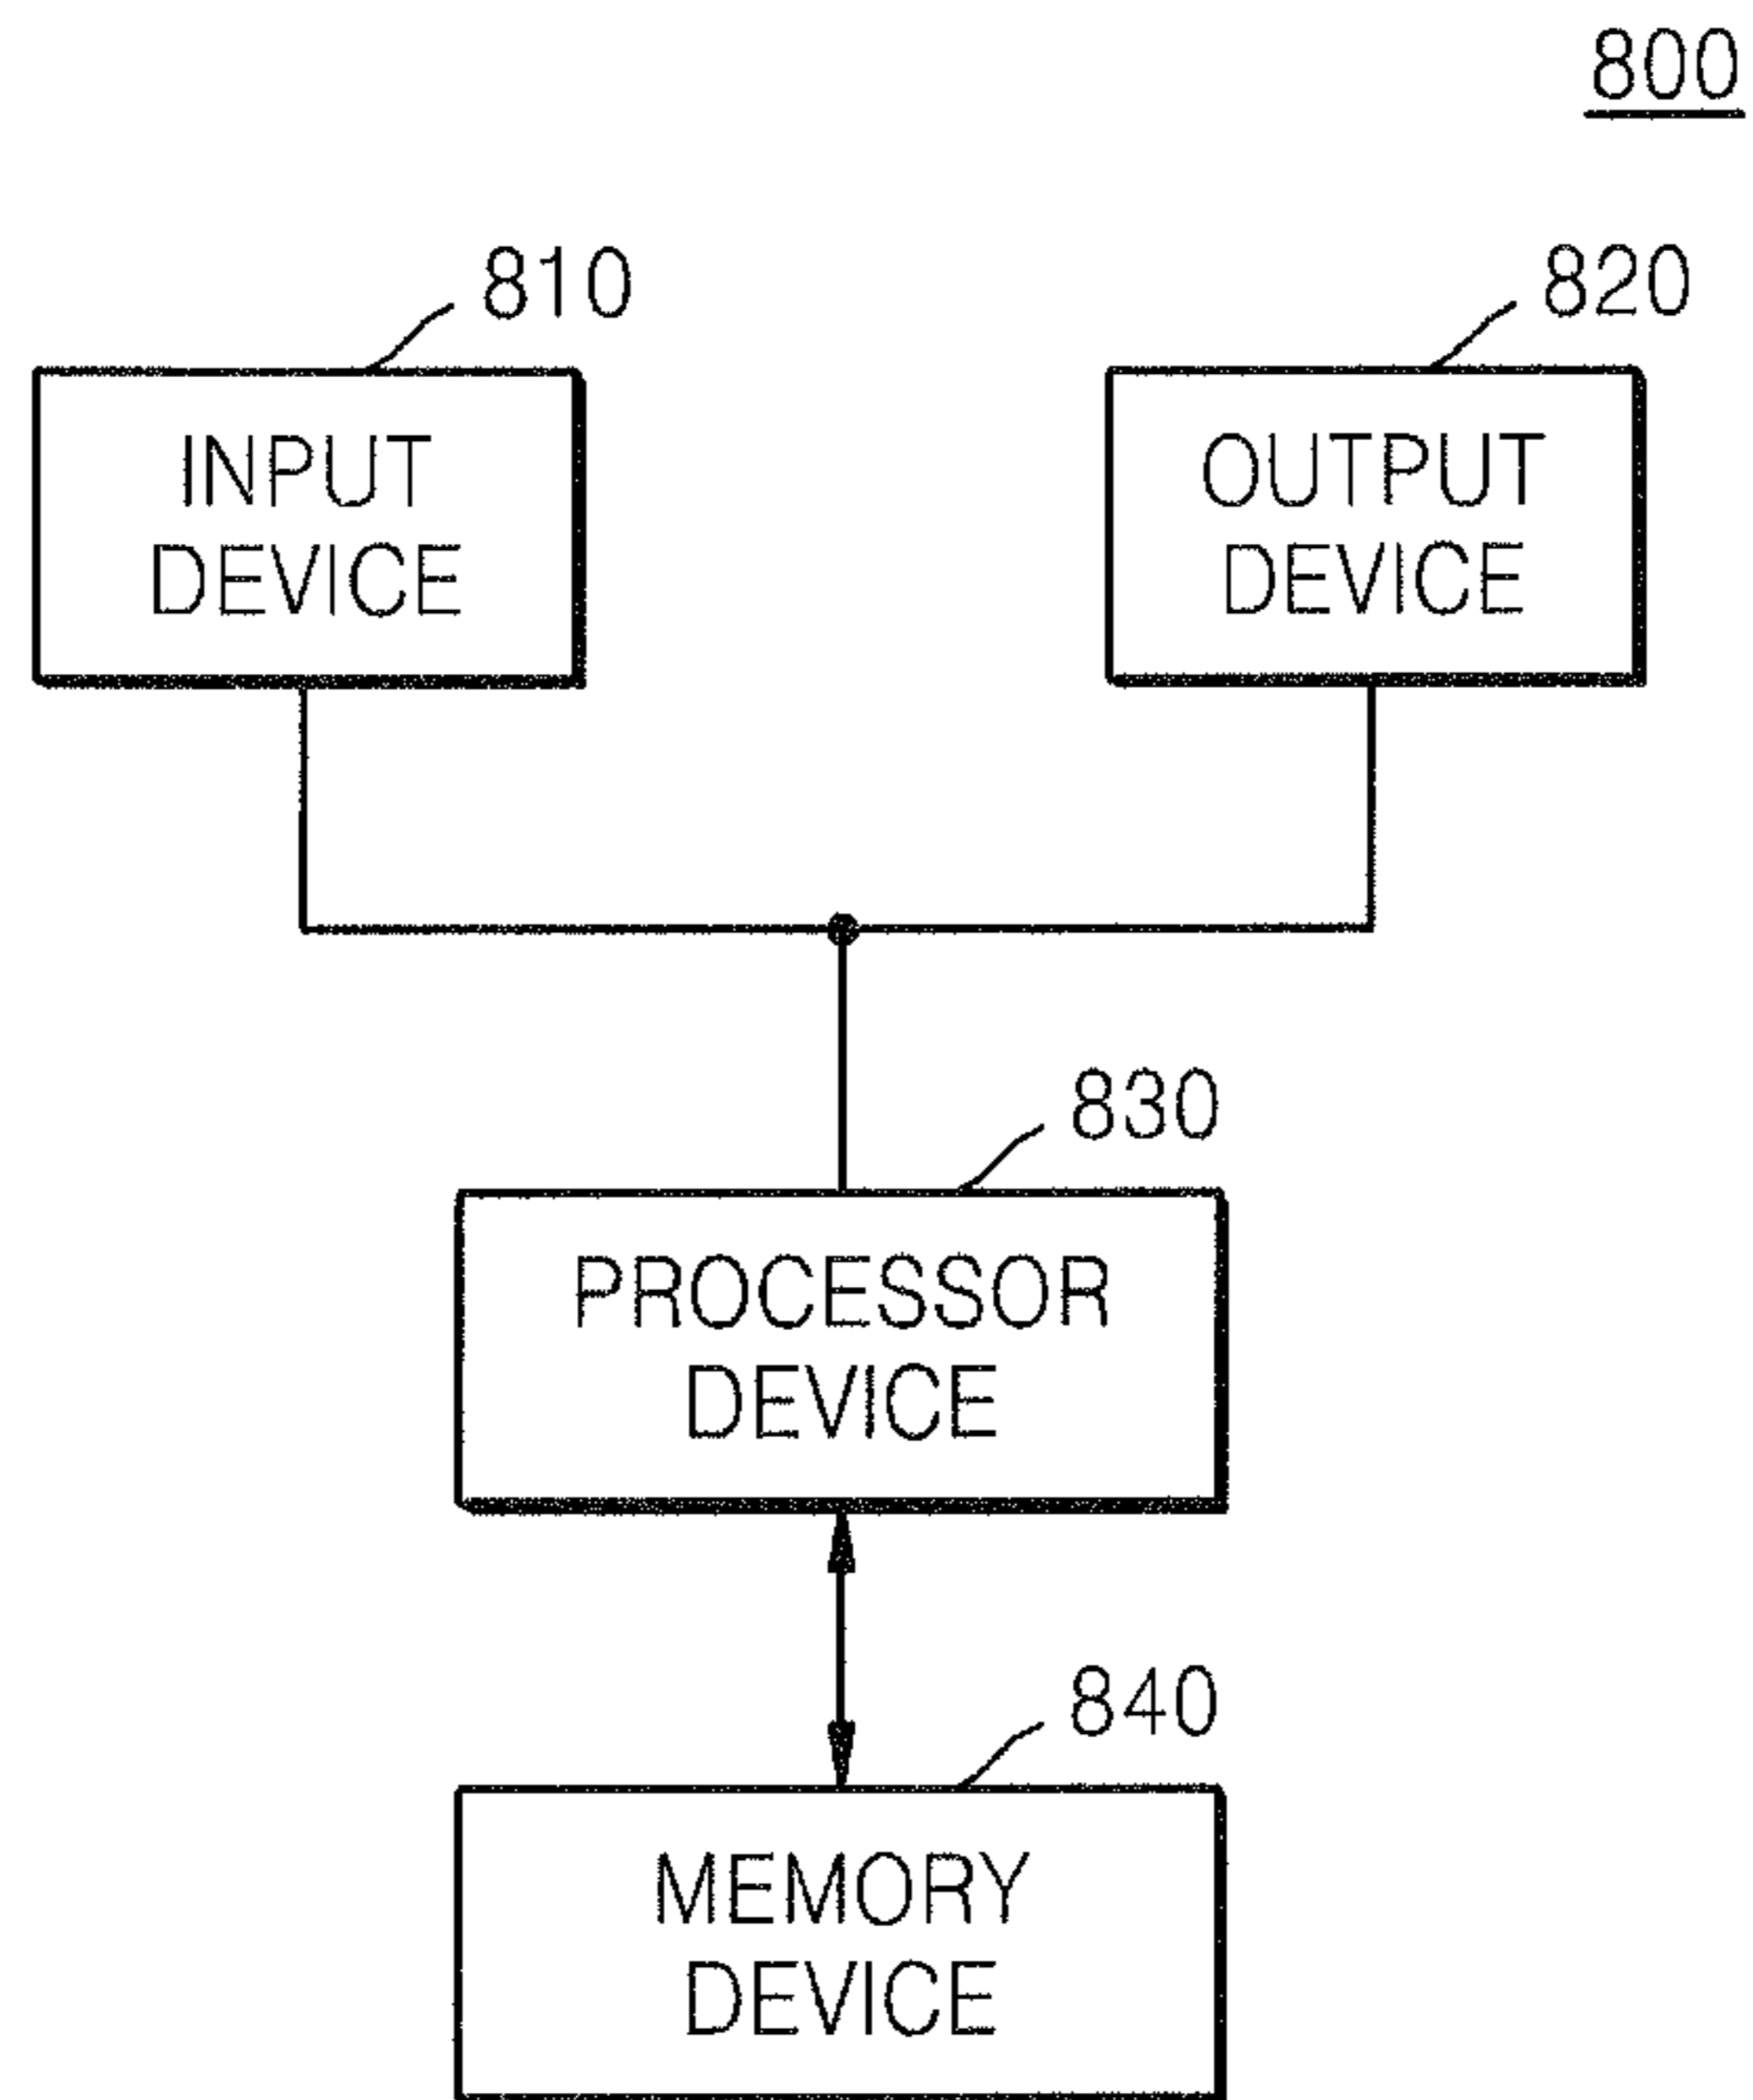 800
810
820
INPUT
DEVICE
OUTPUT
DEVICE
830
PROCESSOR
DEVICE
840
MEMORY
DEVICE